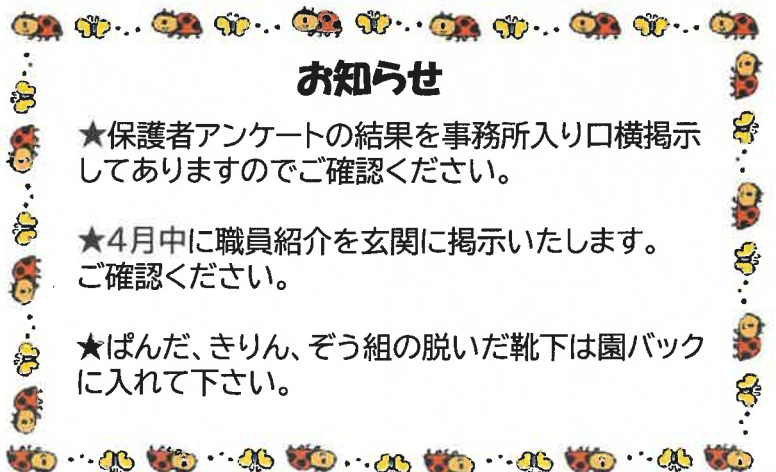 お知らせ
★保護者アンケートの結果を事務所入り口横掲示
してありますのでご確認ください。
★4月中に職員紹介を玄関に掲示いたします。
ご確認ください。
★ぱんだ、きりん、ぞう組の脱いだ靴下は園バック
に入れて下さい。